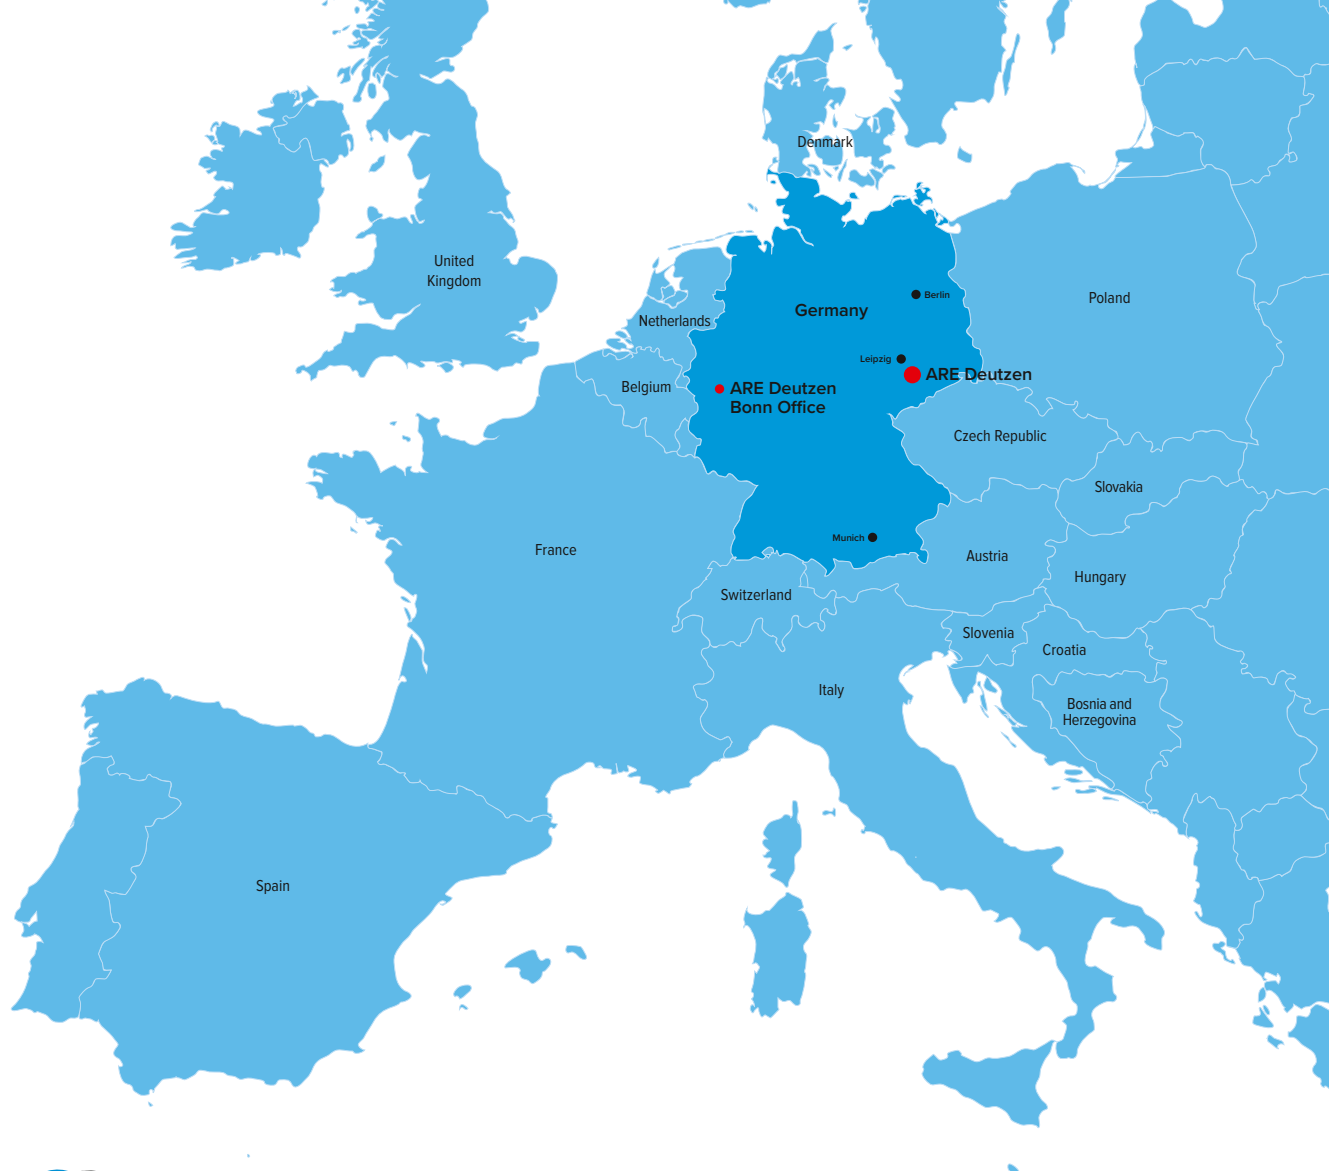 Denmark
United
Kingdom
Berlin
Poland
Germany
Netherlands
Leipzig
ARE Deutzen
Belgium
ARE Deutzen
Bonn Office
Czech Republic
Slovakia
Munich
France
Austria
Hungary
Switzerland
Slovenia
Croatia
Italy
Bosnia and
Herzegovina
Spain